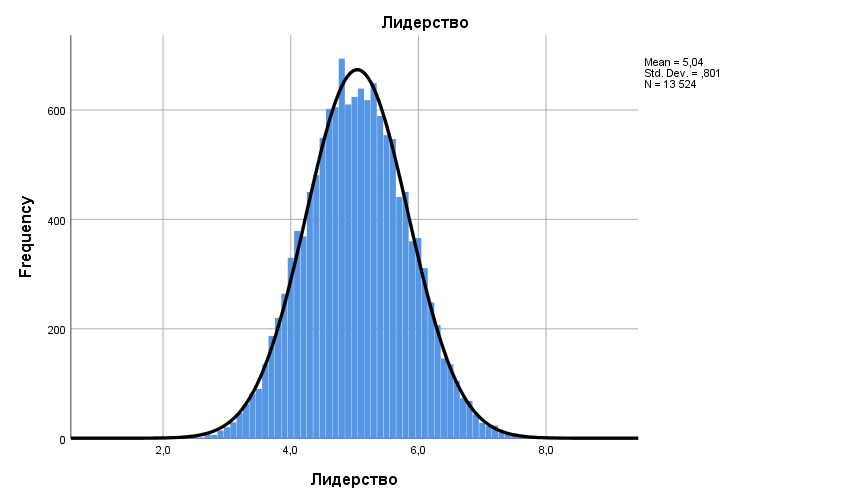 Лидерство
Mean = 5,04
Std. Dev. = ,801
N = 13 524
Frequency
600
400
200
0
2,0
4,0
6,0
8,0
Лидерство